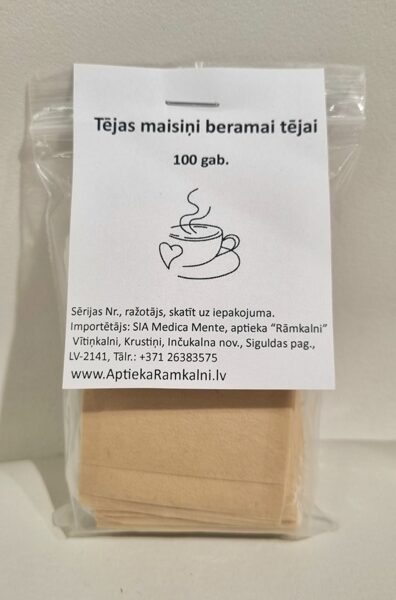 Tējas maisiņi beramai tējai
100 gab.
Sērijas Nr., ražotājs, skatīt uz iepakojuma.
Importētājs: SIA Medica Mente, aptieka “Rāmkalni”
Vītiņkalni, Krustiņi, Inčukalna nov., Siguldas pag.,
LV-2141, Tālr.: +371 26383575
www.AptiekaRamkalni.lv